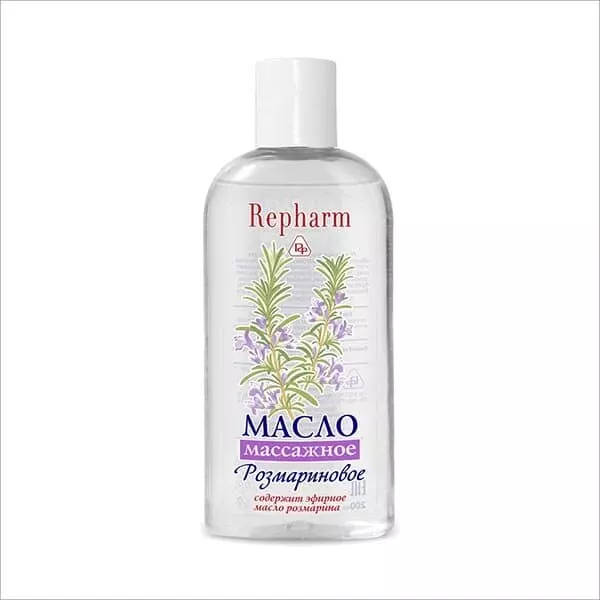 Repharm
МАСЛО
массажное
Розмариновое
содержит эфирное
масло розмарина